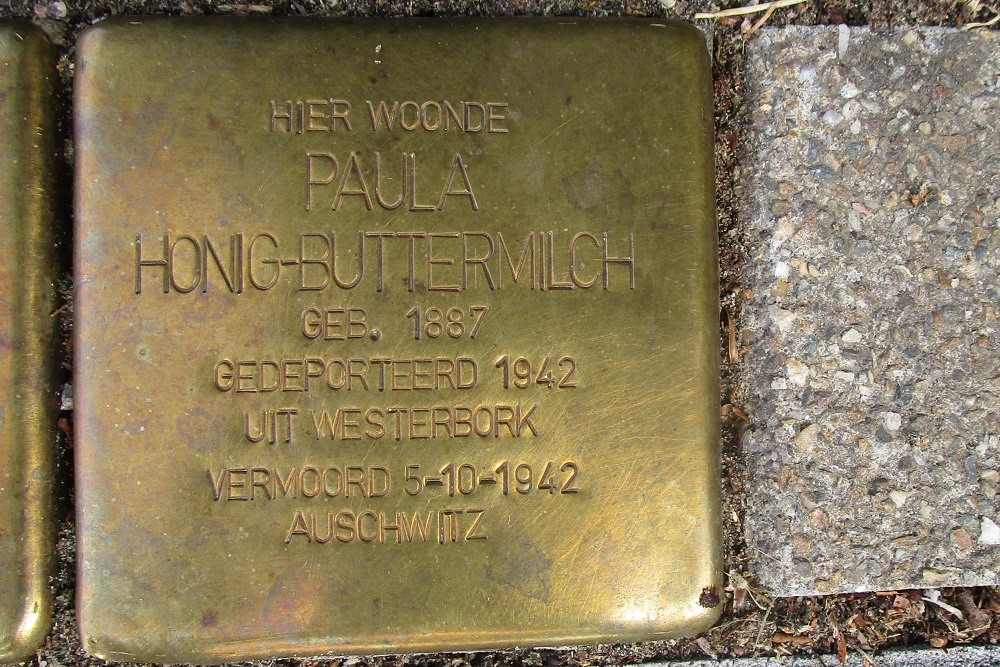 HIER WOONDE
PAULA
HONIG-BUTTERMILCH
GEB. 1887
GEDEPORTEERD 1942
UIT WESTERBORK
VERMOORD 5-10-1942
AUSCHWITZ